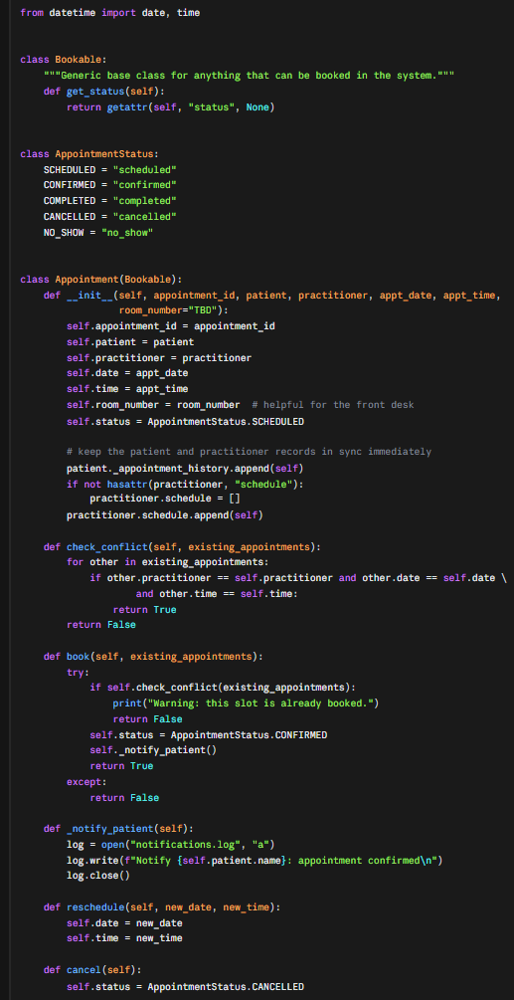 from datetime import date, time
class Bookable:
    """Generic base class for anything that can be booked in the system."""
    def get_status(self):
        return getattr(self, "status", None)
class AppointmentStatus:
    SCHEDULED = "scheduled"
    CONFIRMED = "confirmed"
    COMPLETED = "completed"
    CANCELLED = "cancelled"
    NO_SHOW = "no_show"
class Appointment(Bookable):
    def __init__(self, appointment_id, patient, practitioner, appt_date, appt_time,
                 room_number="TBD"):
        self.appointment_id = appointment_id
        self.patient = patient
        self.practitioner = practitioner
        self.date = appt_date
        self.time = appt_time
        self.room_number = room_number  # helpful for the front desk
        self.status = AppointmentStatus.SCHEDULED
        # keep the patient and practitioner records in sync immediately
        patient._appointment_history.append(self)
        if not hasattr(practitioner, "schedule"):
            practitioner.schedule = []
        practitioner.schedule.append(self)
    def check_conflict(self, existing_appointments):
        for other in existing_appointments:
            if other.practitioner == self.practitioner and other.date == self.date \
                    and other.time == self.time:
                return True
        return False
    def book(self, existing_appointments):
        try:
            if self.check_conflict(existing_appointments):
                print("Warning: this slot is already booked.")
                return False
            self.status = AppointmentStatus.CONFIRMED
            self._notify_patient()
            return True
        except:
            return False
    def _notify_patient(self):
        log = open("notifications.log", "a")
        log.write(f"Notify {self.patient.name}: appointment confirmed\n")
        log.close()
    def reschedule(self, new_date, new_time):
        self.date = new_date
        self.time = new_time
    def cancel(self):
        self.status = AppointmentStatus.CANCELLED